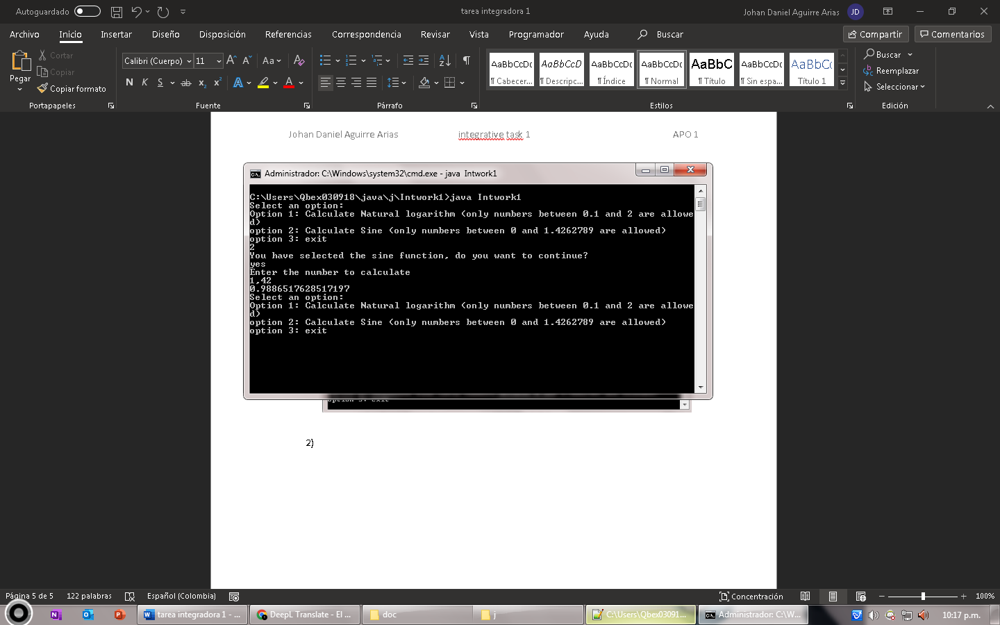 Autoguardado
tarea integradora 1
Johan Daniel Aguirre Arias
JD
Archivo Inicio Insertar Diseño Disposición Referencias Correspondencia Revisar Vista Programador Ayuda Buscar
Compartir Comentarios
Pegar
Cortar
Copiar
Copiar formato
Portapapeles
Calibri (Cuerpo) 11
Fuente
Párrafo
AaBbCcDc AaBbCcD AaBbCcDc AaBbCcDc AaBbC AaBbCcDc AaBbCc
¶ Cabecer... ¶ Descripc... ¶ Índice ¶ Normal ¶ Título ¶ Sin espa... Título 1
Estilos
Buscar
Reemplazar
Seleccionar
Edición
Johan Daniel Aguirre Arias integrative task 1 APO 1
Administrador: C:\Windows\system32\cmd.exe - java Intwork1
C:\Users\Qbex030918\java\j\Intwork1>java Intwork1
Select an option:
Option 1: Calculate Natural logarithm (only numbers between 0.1 and 2 are allowe
d)
option 2: Calculate Sine (only numbers between 0 and 1.4262789 are allowed)
option 3: exit
2
You have selected the sine function, do you want to continue?
yes
Enter the number to calculate
1,42
0.9886517628517197
Select an option:
Option 1: Calculate Natural logarithm (only numbers between 0.1 and 2 are allowe
d)
option 2: Calculate Sine (only numbers between 0 and 1.4262789 are allowed)
option 3: exit
option 3: exit
2)
Página 5 de 5 122 palabras Español (Colombia)
Concentración
100%
tarea integradora 1 - ...
DeepL Translate - El ...
doc
j
C:\Users\Qbex03091...
Administrador: C:\W...
10:17 p.m.